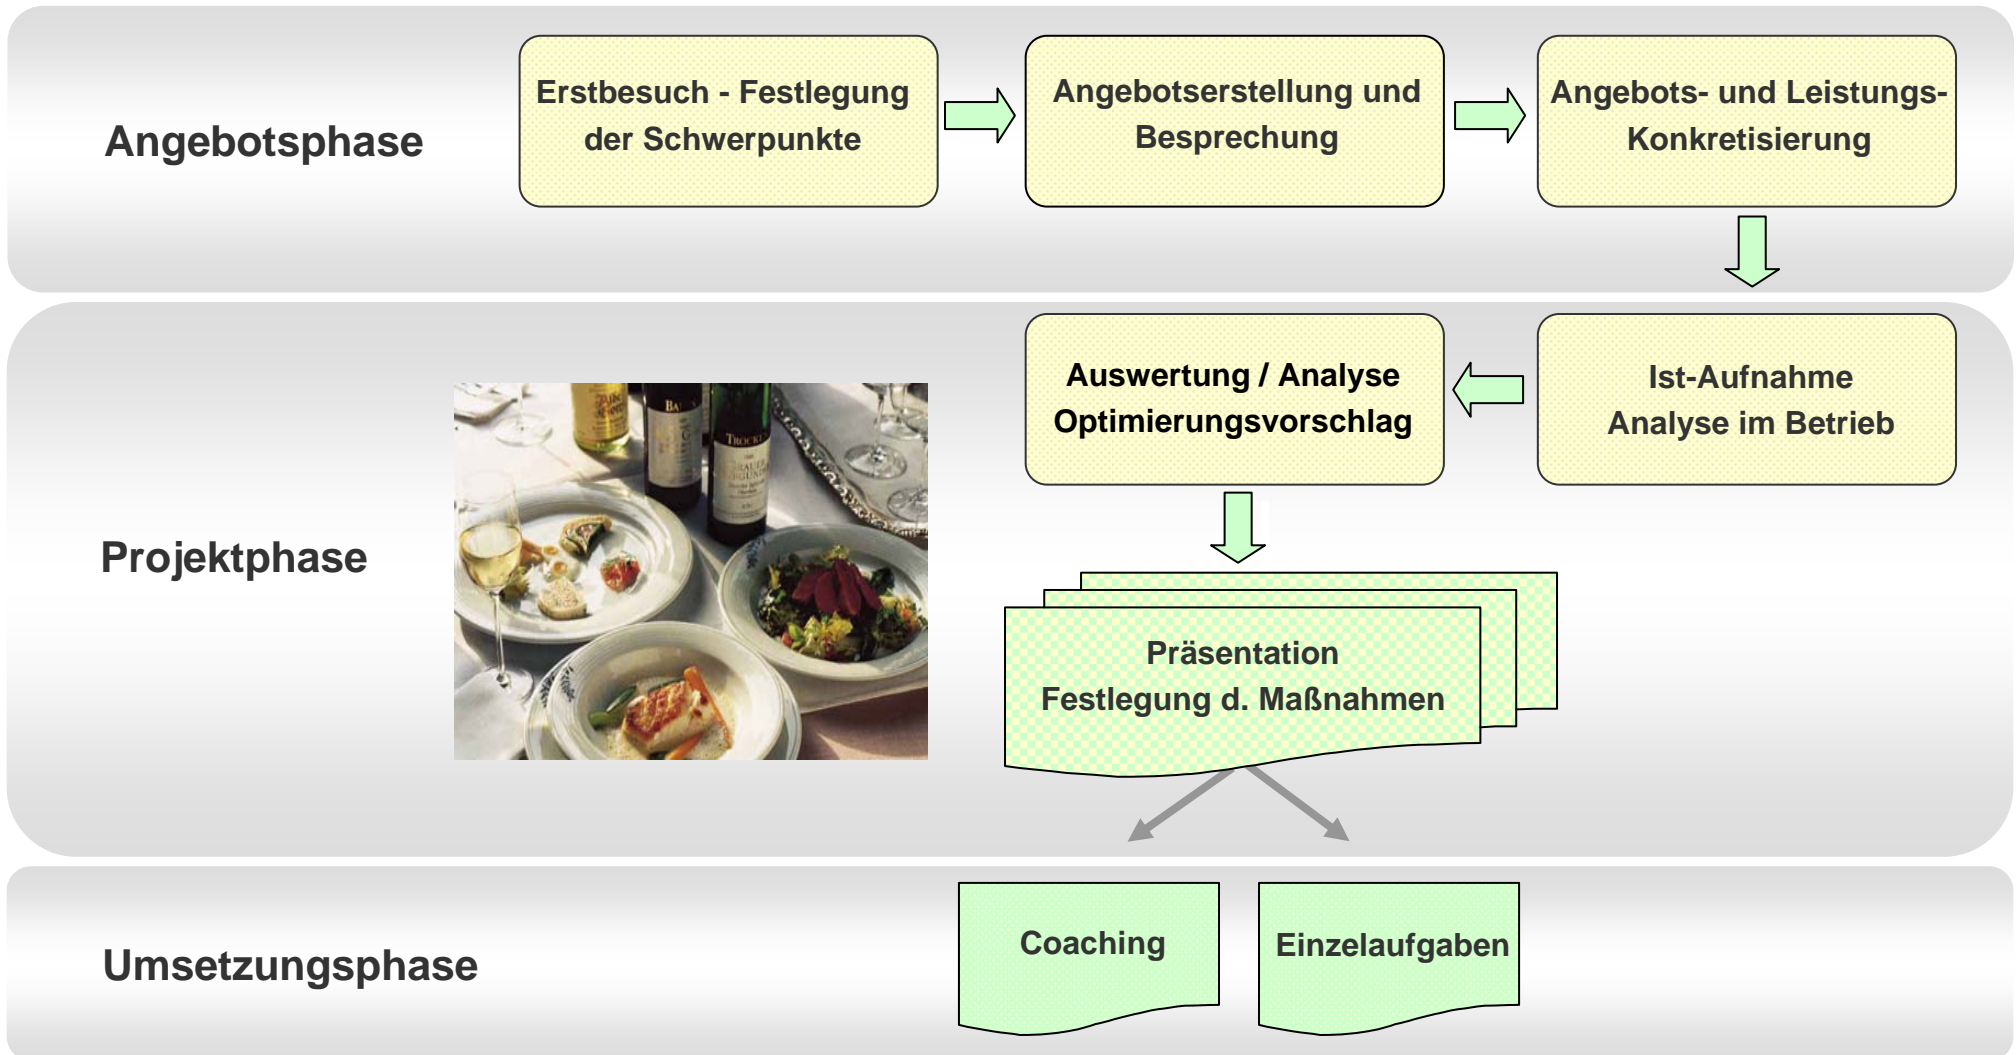 Angebotsphase
Erstbesuch - Festlegung
der Schwerpunkte
Angebotserstellung und
Besprechung
Angebots- und Leistungs-
Konkretisierung
Projektphase
Auswertung / Analyse
Optimierungsvorschlag
Ist-Aufnahme
Analyse im Betrieb
TROCKEN
Präsentation
Festlegung d. Maßnahmen
Umsetzungsphase
Coaching
Einzelaufgaben